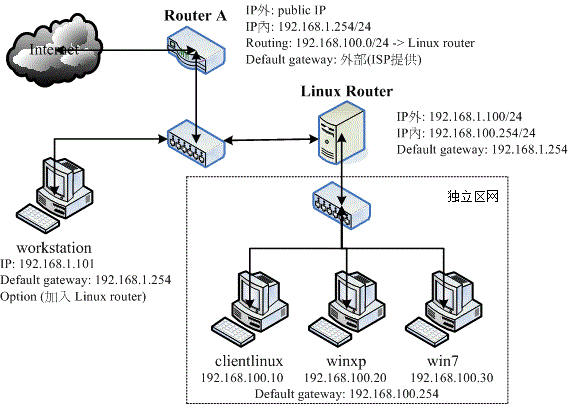 Router A
IP外: public IP
IP內: 192.168.1.254/24
Routing: 192.168.100.0/24 -> Linux router
Default gateway: 外部(ISP提供)
Internet
Linux Router
IP外: 192.168.1.100/24
IP內: 192.168.100.254/24
Default gateway: 192.168.1.254
独立区网
workstation
IP: 192.168.1.101
Default gateway: 192.168.1.254
Option (加入 Linux router)
clientlinux winxp win7
192.168.100.10 192.168.100.20 192.168.100.30
Default gateway: 192.168.100.254